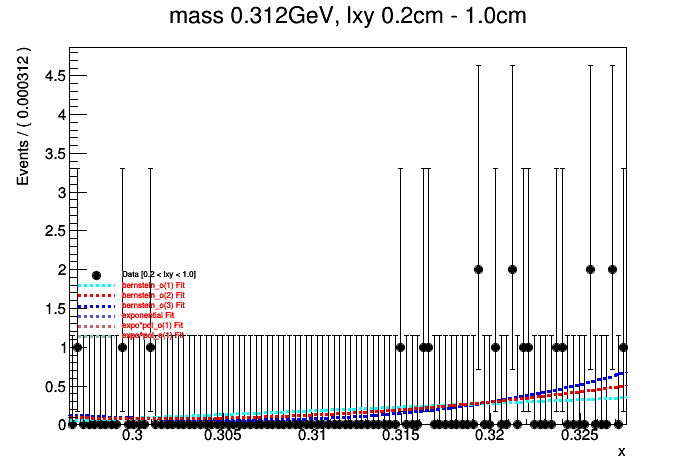 mass 0.312GeV, lxy 0.2cm - 1.0cm
Events / ( 0.000312 )
4.5
4
3.5
3
2.5
2
1.5
1
0.5
0
Data [0.2 < lxy < 1.0]
bernstein_o(1) Fit
bernstein_o(2) Fit
bernstein_o(3) Fit
exponential Fit
expo*pol_o(1) Fit
0.3
0.305
0.31
0.315
0.32
0.325
x